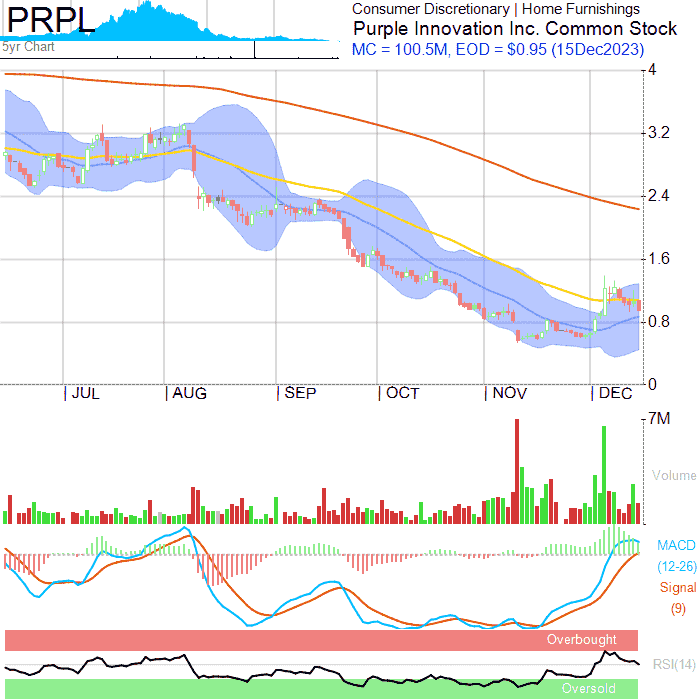 PRPL
5yr Chart
Consumer Discretionary | Home Furnishings
Purple Innovation Inc. Common Stock
MC = 100.5M, EOD = $0.95 (15Dec2023)
4
3.2
2.4
1.6
0.8
0
JUL AUG SEP OCT NOV DEC
7M
Volume
MACD
(12-26)
Signal
(9)
Overbought
RSI(14)
Oversold